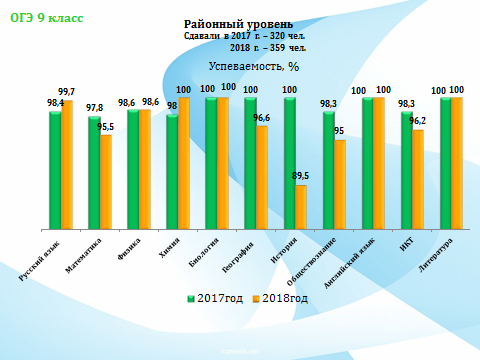 ОГЭ 9 класс
Районный уровень
Сдавали в 2017 г. – 320 чел.
2018 г. – 359 чел.
Успеваемость, %
98,4 99,7
97,8 95,5
98,6 98,6
98 100
100 100
100 96,6
100 89,5
98,3 95
100 100
98,3 96,2
100 100
Русский язык
Математика
Физика
Химия
Биология
География
История
Обществознание
Английский язык
ИКТ
Литература
2017год 2018год